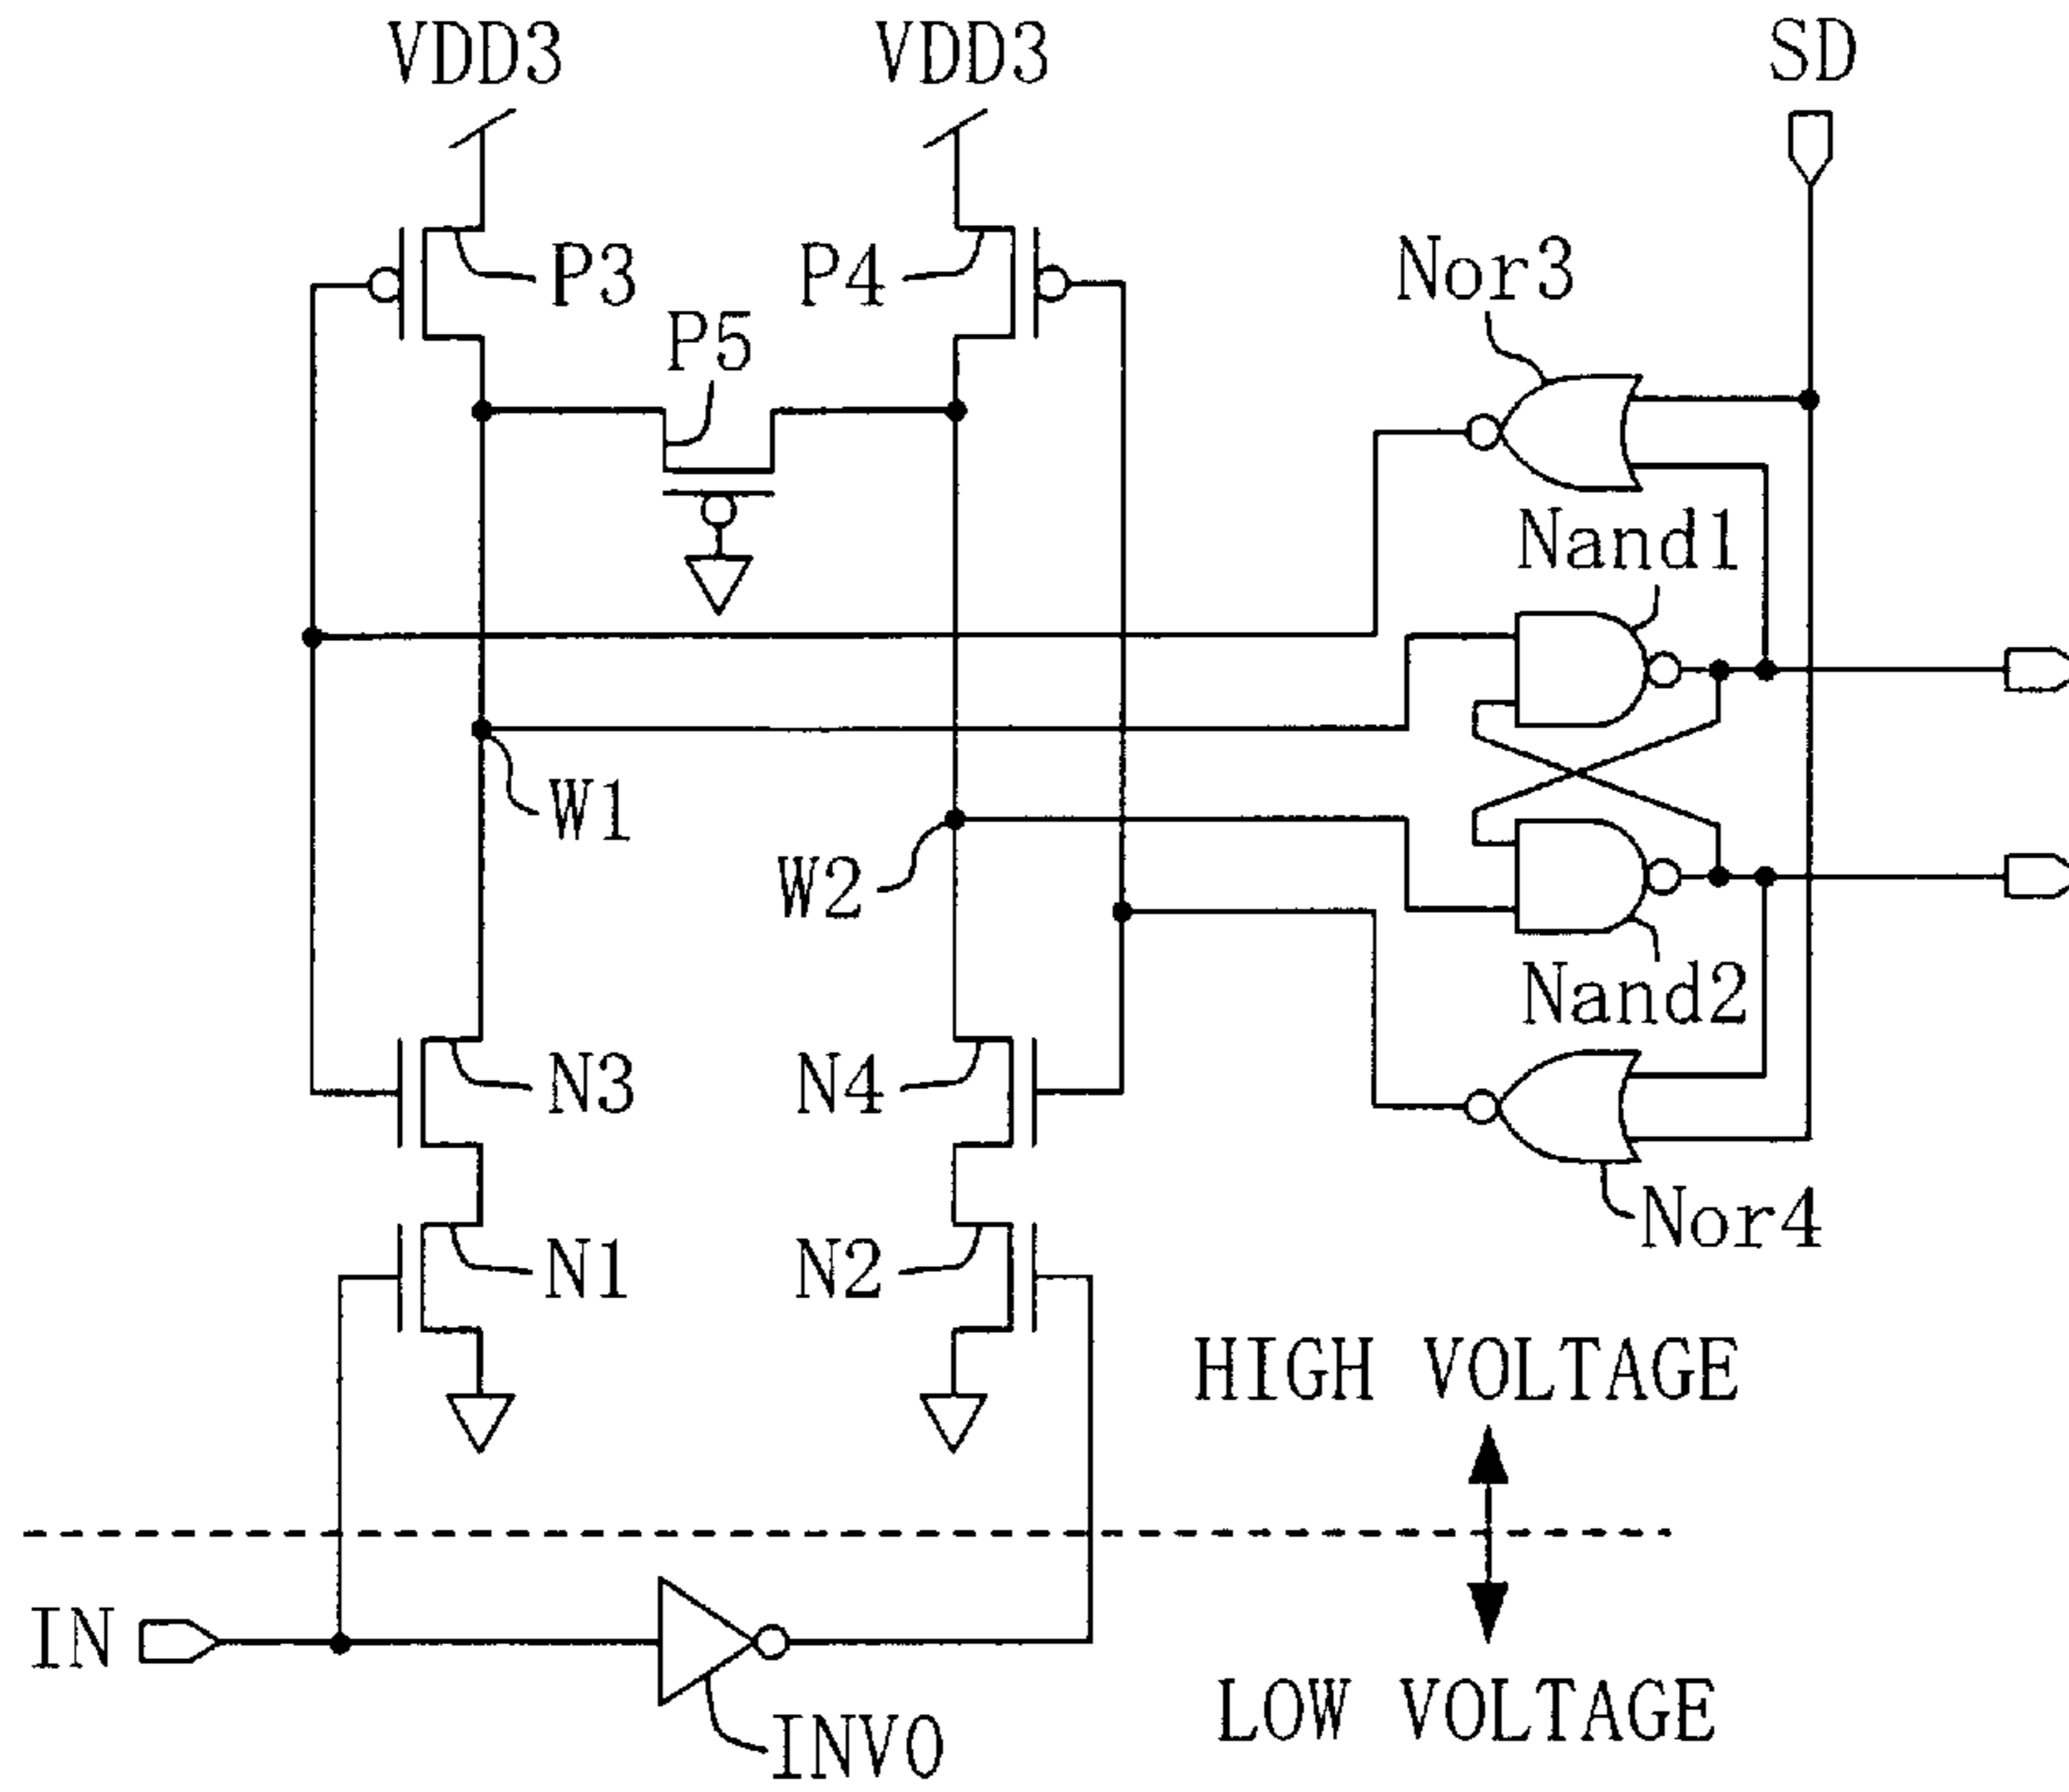 VDD3
VDD3
SD
P3
P4
Nor3
P5
Nand1
W1
W2
Nand2
N3
N4
Nor4
N1
N2
HIGH VOLTAGE
IN
LOW VOLTAGE
INV0